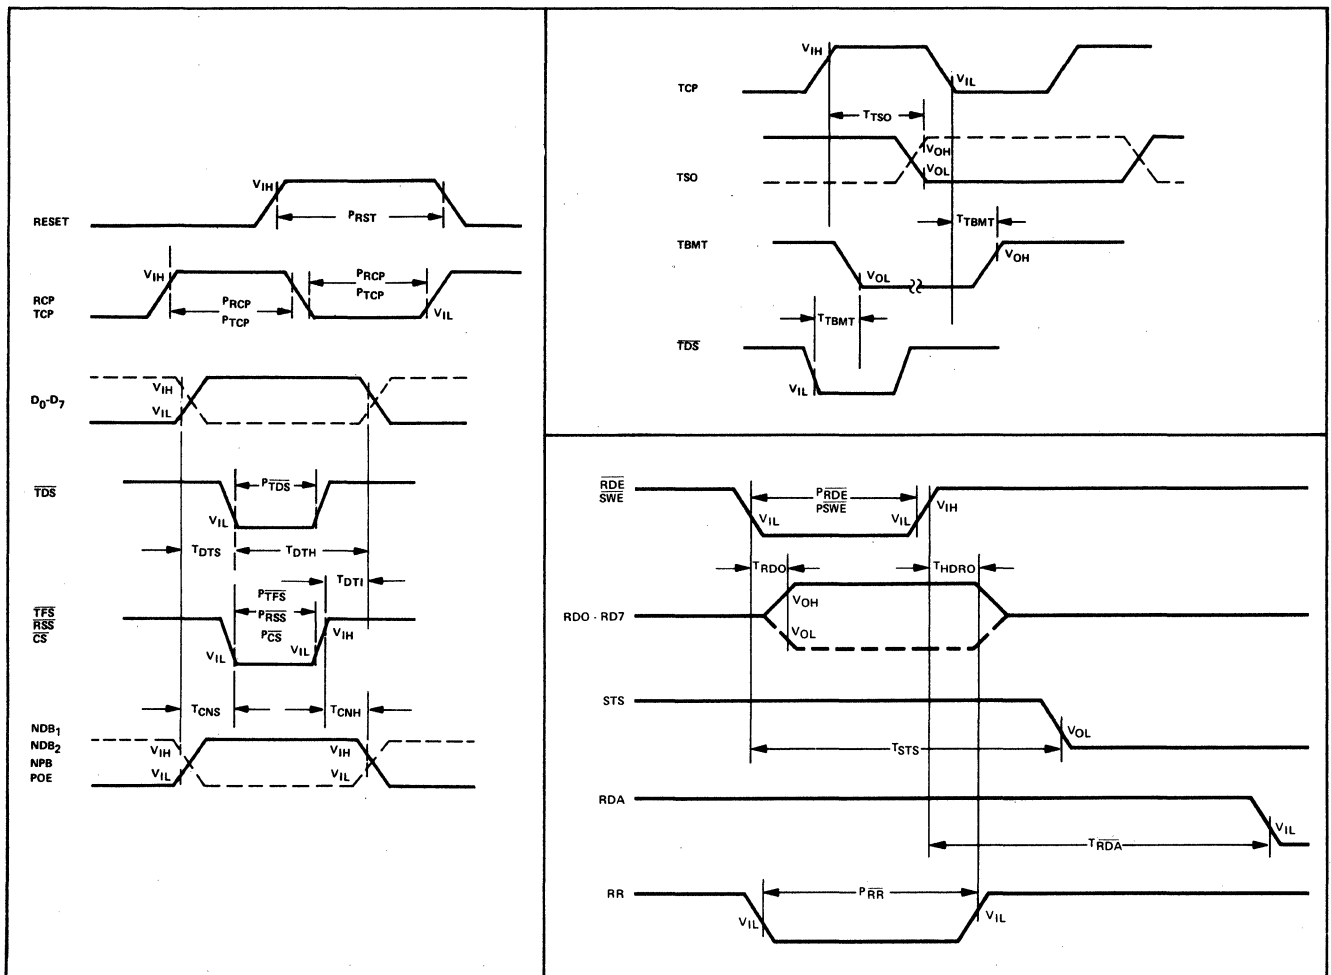 RESET
VIH
PRST
RCP
TCP
VIH
PRCP
PTCP
PRCP
PTCP
VIL
D0-D7
VIH
VIL
TDS
PTDS
VIL
TDTS
TDTH
TDTI
TFS
RSS
CS
PTFS
PRSS
PCS
VIL
VIL
VIH
TCNS
TCNH
NDB1
NDB2
NPB
POE
VIH
VIL
VIH
VIL
TCP
VIH
VIL
TTSO
TSO
VOH
VOL
TTBMT
TBMT
VOL
VOH
TTBMT
TDS
VIL
RDE
SWE
PRDE
PSWE
VIL
VIL
VIH
TRDO
THDRO
RDO - RD7
VOH
VOL
STS
VOL
TSTS
RDA
VIL
TRDA
RR
PRR
VIL
VIL